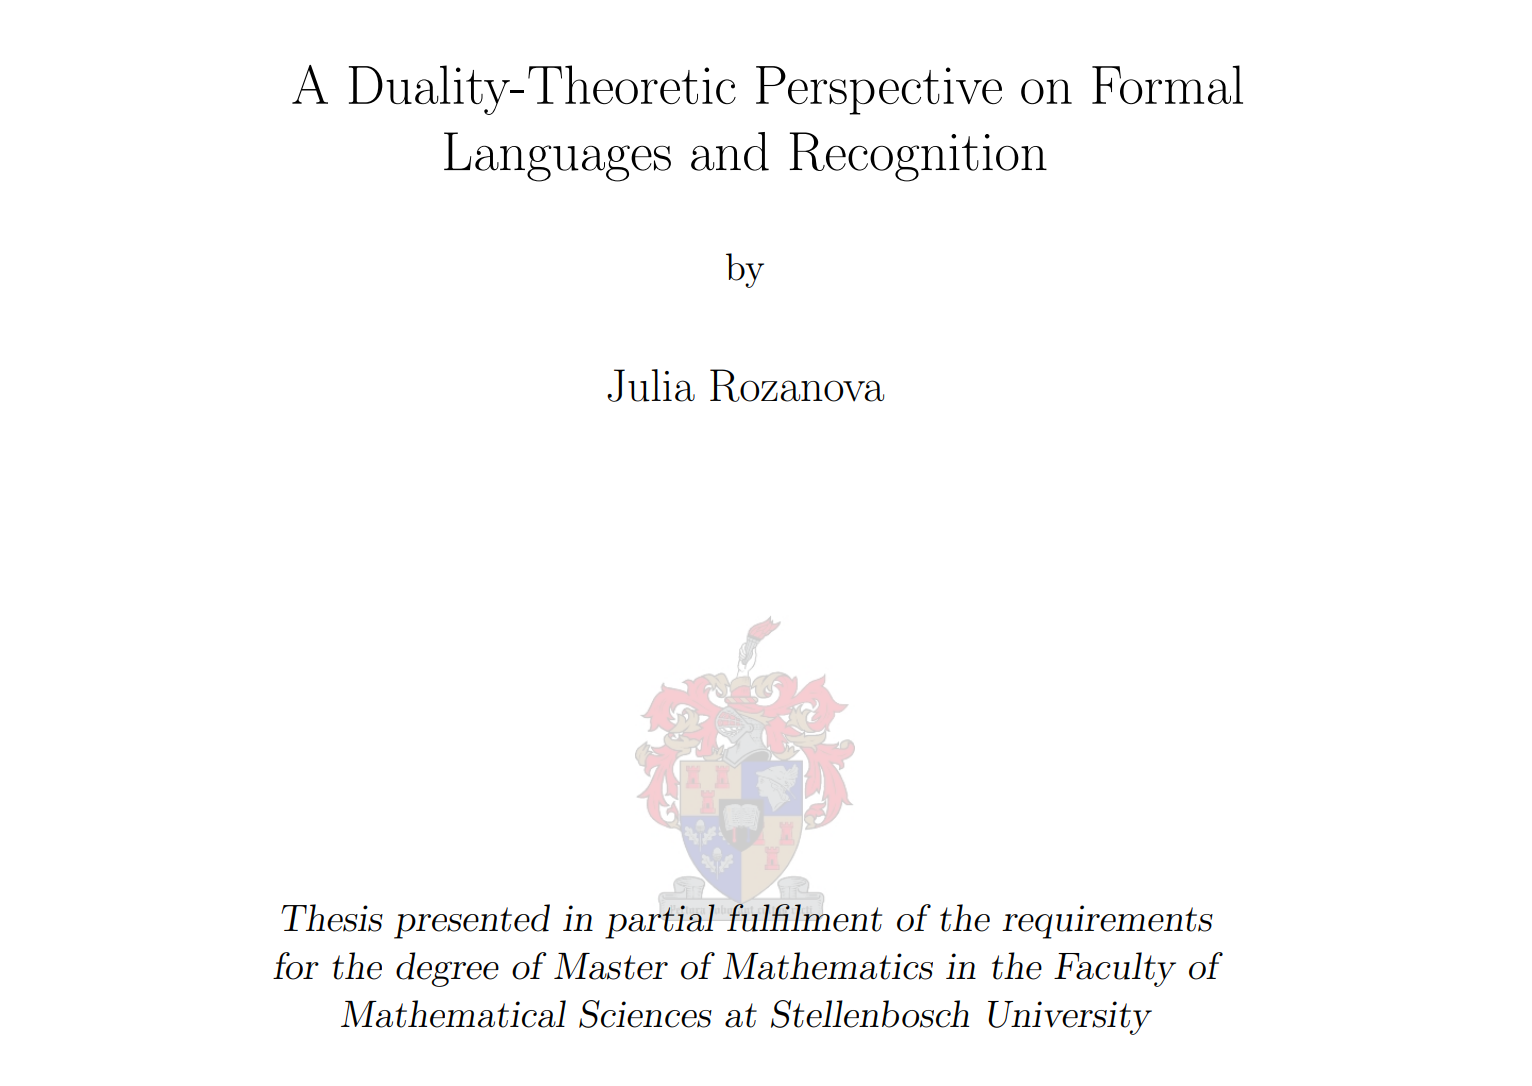 A Duality-Theoretic Perspective on Formal
Languages and Recognition
by
Julia Rozanova
Thesis presented in partial fulfilment of the requirements
for the degree of Master of Mathematics in the Faculty of
Mathematical Sciences at Stellenbosch University